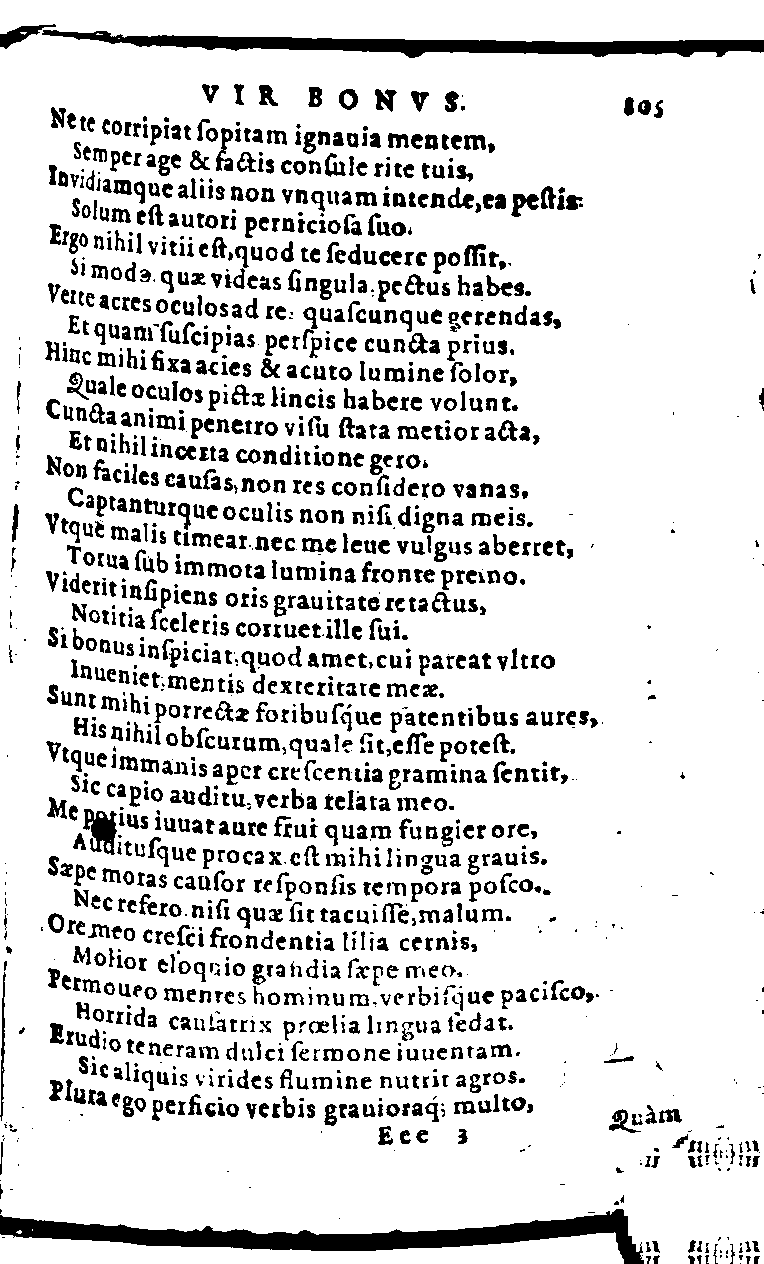 VIR BONVS. 805
Ne te corripiat ſopitam ignauia mentem,
Semper age & factis conſule rite tuis,
Invidiamque aliis non vnquam intende, ea peſtis
Solum eſt autori pernicioſa ſuo.
Ergo nihil vitii eſt, quod te ſeducere poſſit,
Si modo quæ videas ſingula, pectus habes.
Verte acres oculos ad res quaſcunque gerendas,
Et quam ſuſcipias perſpice cuncta prius.
Hinc mihi fixa acies & acuto lumine ſolor,
Quale oculos pictæ lincis habere volunt.
Cuncta animi penetro viſu ſtata metior acta,
Et nihil incerta conditione gero.
Non faciles cauſas, non res conſidero vanas,
Captanturque oculis non niſi digna meis.
Vtque malis timear nec me leue vulgus aberret,
Torua ſub immota lumina fronte premo.
Viderit inſipiens oris grauitate retactus,
Notitia ſceleris corruet ille ſui.
Si bonus inſpiciat, quod amet, cui pareat vltro
Inueniet, mentis dexteritate meæ.
Sunt mihi porrectæ foribuſq́ue patentibus aures,
His nihil obſcurum, quale ſit, eſſe poteſt.
Vtque immanis aper creſcentia gramina ſentit,
Sic capio auditu, verba relata meo.
Me potius iuuat aure frui quam fungier ore,
Audituſque procax eſt mihi lingua grauis.
Sæpe moras cauſor reſponſis tempora poſco.
Nec refero niſi quæ ſit tacuiſſe, malum.
Ore meo creſci frondentia lilia cernis,
Molior eloquio grandia ſæpe meo.
Permoueo mentes hominum, verbiſq́ue paciſco,
Horrida cauſatrix prœlia lingua ſedat.
Erudio teneram dulci ſermone iuuentam.
Sic aliquis virides flumine nutrit agros.
Plura ego perficio verbis grauioraq́; multo,
Eee 3 Quàm